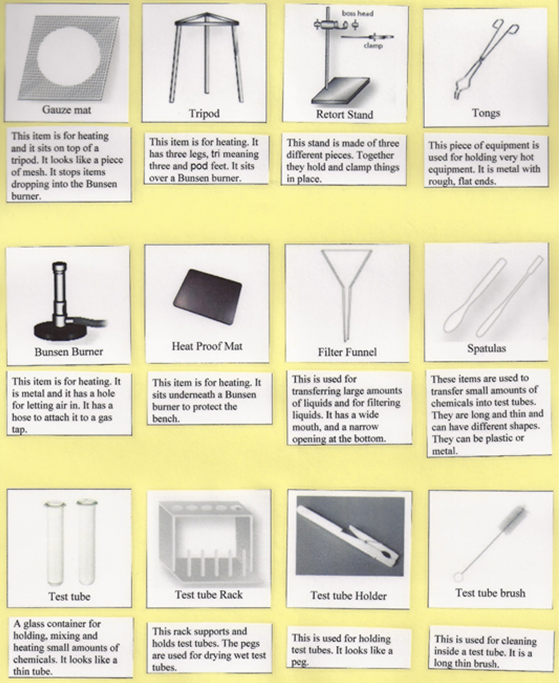 Gauze mat
This item is for heating
and it sits on top of a
tripod. It looks like a piece
of mesh. It stops items
dropping into the Bunsen
burner.
Tripod
This item is for heating. It
has three legs, tri meaning
three and pod feet. It sits
over a Bunsen burner.
boss head
clamp
Retort Stand
This stand is made of three
different pieces. Together
they hold and clamp things
in place.
Tongs
This piece of equipment is
used for holding very hot
equipment. It is metal with
rough, flat ends.
Bunsen Burner
This item is for heating. It
is metal and it has a hole
for letting air in. It has a
hose to attach it to a gas
tap.
Heat Proof Mat
This item is for heating. It
sits underneath a Bunsen
burner to protect the
bench.
Filter Funnel
This is used for
transferring large amounts
of liquids and for filtering
liquids. It has a wide
mouth, and a narrow
opening at the bottom.
Spatulas
These items are used to
transfer small amounts of
chemicals into test tubes.
They are long and thin and
can have different shapes.
They can be plastic or
metal.
Test tube
A glass container for
holding, mixing and
heating small amounts of
chemicals. It looks like a
thin tube.
Test tube Rack
This rack supports and
holds test tubes. The pegs
are used for drying wet test
tubes.
Test tube Holder
This is used for holding
test tubes. It looks like a
peg.
Test tube brush
This is used for cleaning
inside a test tube. It is a
long thin brush.